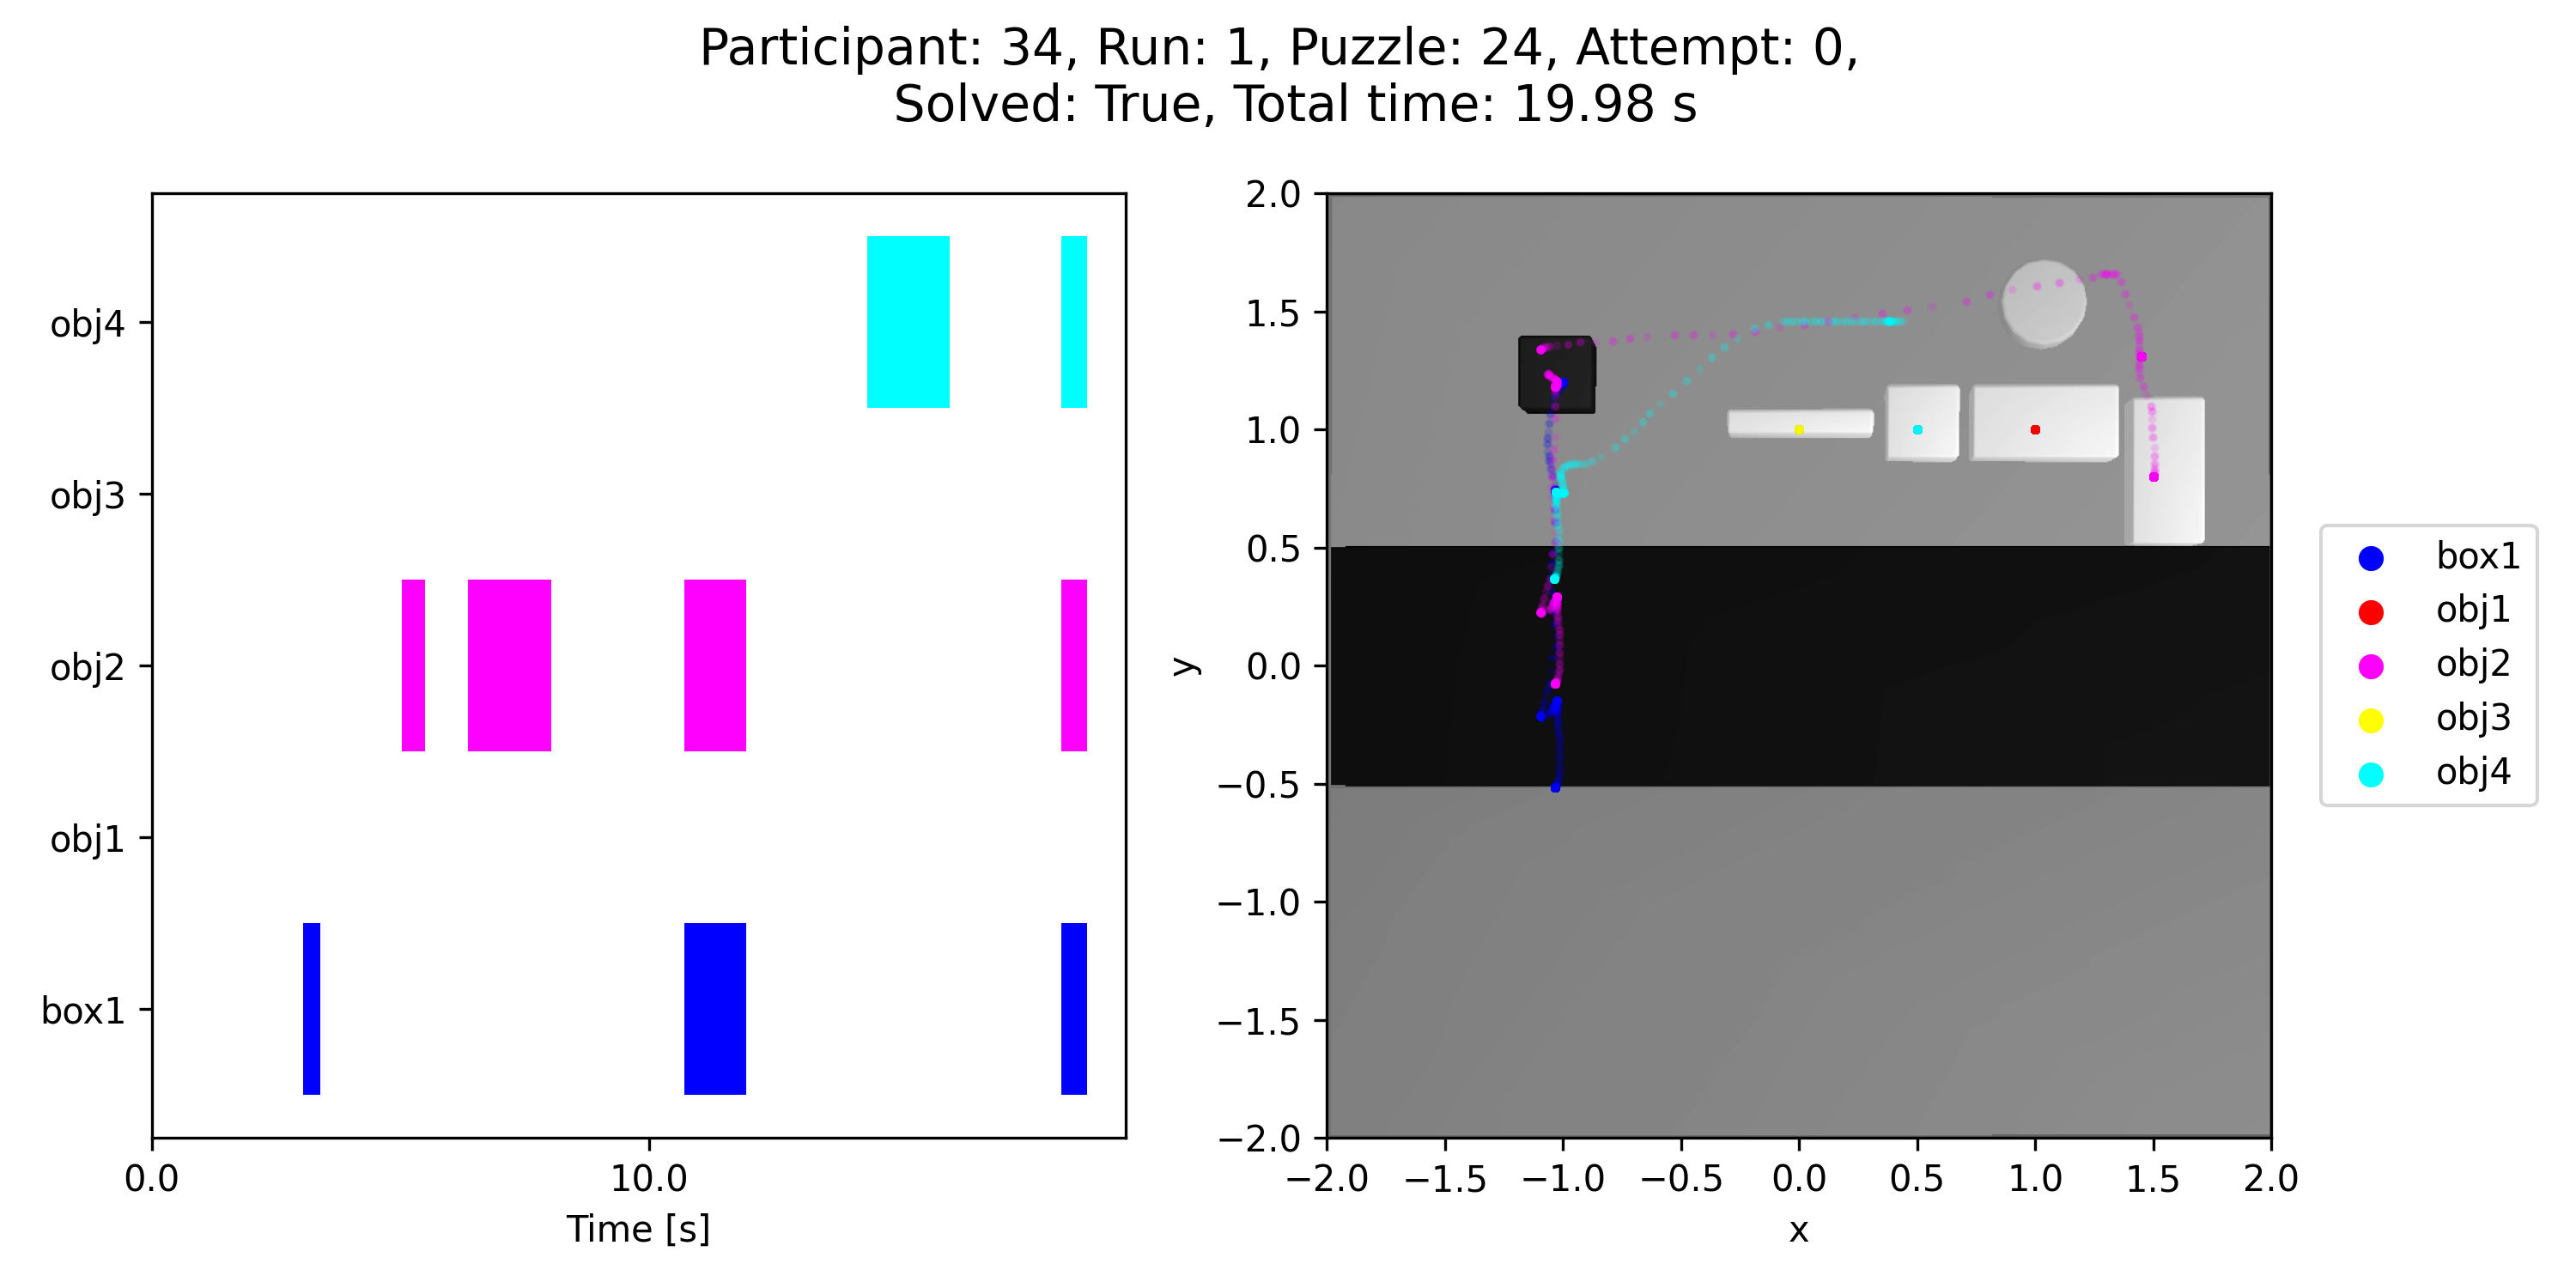 Participant: 34, Run: 1, Puzzle: 24, Attempt: 0,
Solved: True, Total time: 19.98 s
obj4
obj3
obj2
obj1
box1
0.0
10.0
Time [s]
2.0
1.5
1.0
0.5
0.0
−0.5
−1.0
−1.5
−2.0
y
−2.0
−1.5
−1.0
−0.5
0.0
0.5
1.0
1.5
2.0
x
box1
obj1
obj2
obj3
obj4